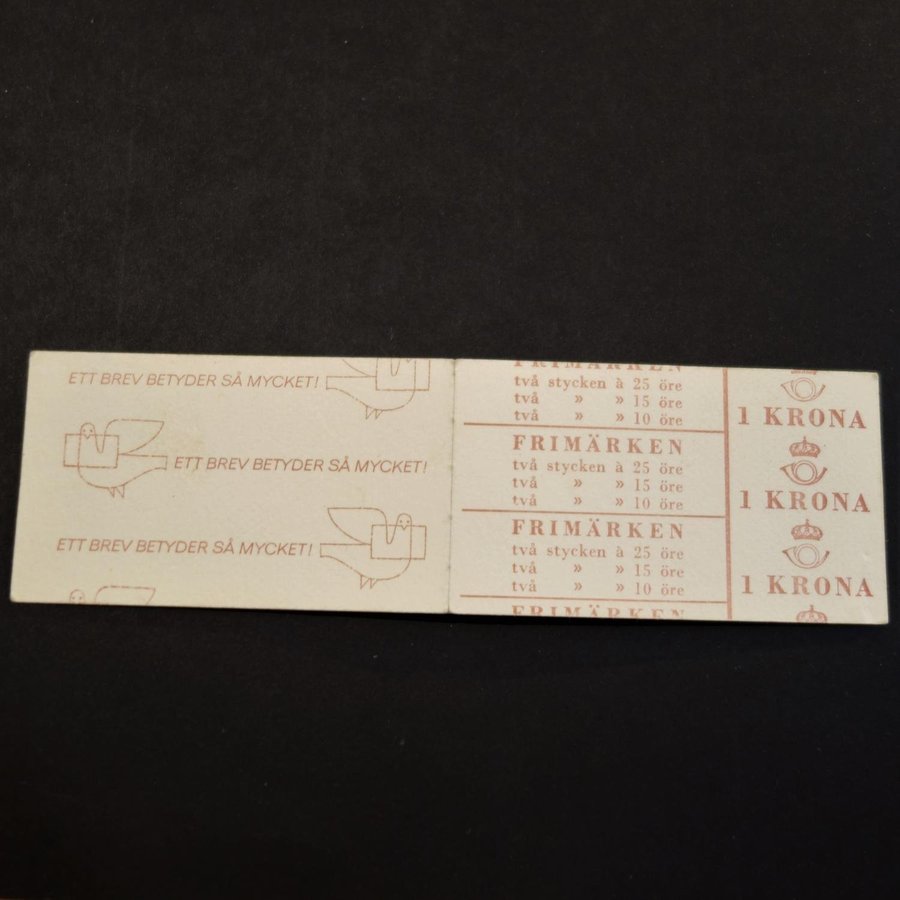 ETT BREV BETYDER SÅ MYCKET!
ETT BREV BETYDER SÅ MYCKET!
ETT BREV BETYDER SÅ MYCKET!
FRIMÄRKEN
två stycken à 25 öre
två » » 15 öre
två » » 10 öre
FRIMÄRKEN
två stycken à 25 öre
två » » 15 öre
två » » 10 öre
FRIMÄRKEN
två stycken à 25 öre
två » » 15 öre
två » » 10 öre
FRIMÄRKEN
1 KRONA
1 KRONA
1 KRONA